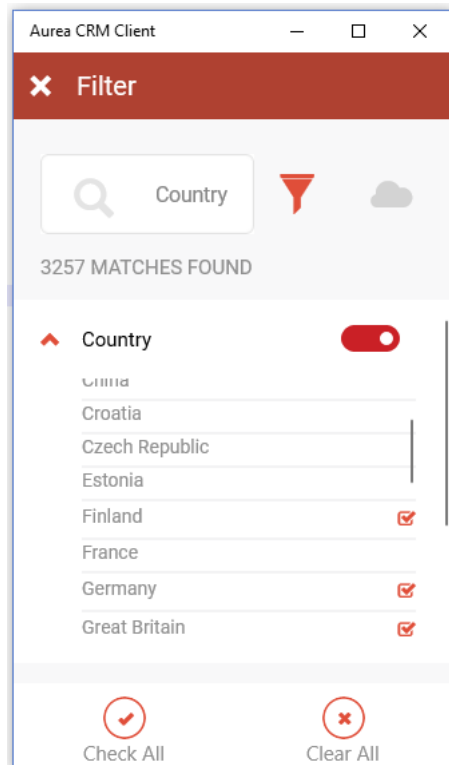 Aurea CRM Client
Filter
Country
3257 MATCHES FOUND
Country
China
Croatia
Czech Republic
Estonia
Finland
France
Germany
Great Britain
Check All
Clear All